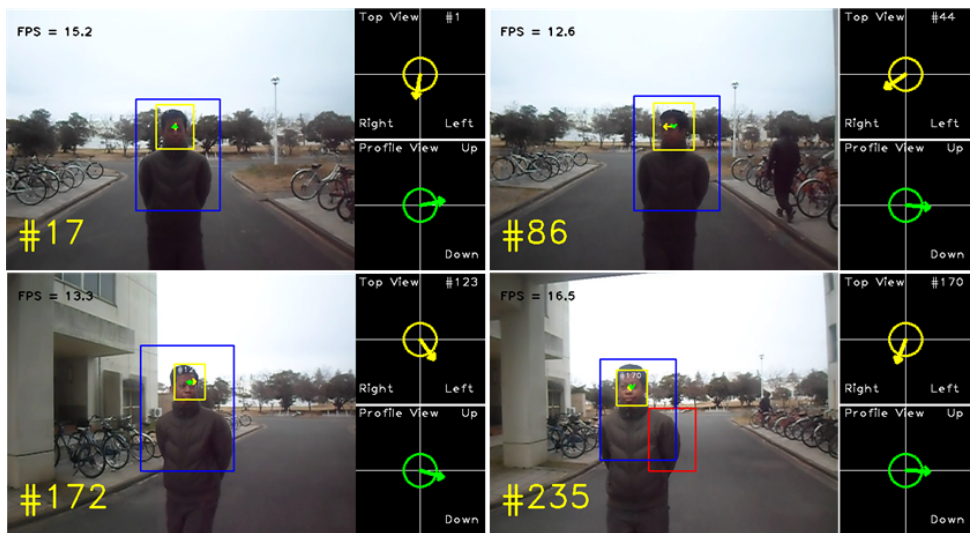 FPS = 15.2
Top View #1
Right Left
Profile View Up
#17
Down
FPS = 12.6
Top View #44
Right Left
Profile View Up
#86
Down
FPS = 13.3
Top View #123
#12
Right Left
Profile View Up
#172
Down
FPS = 16.5
Top View #170
#170
Right Left
Profile View Up
#235
Down